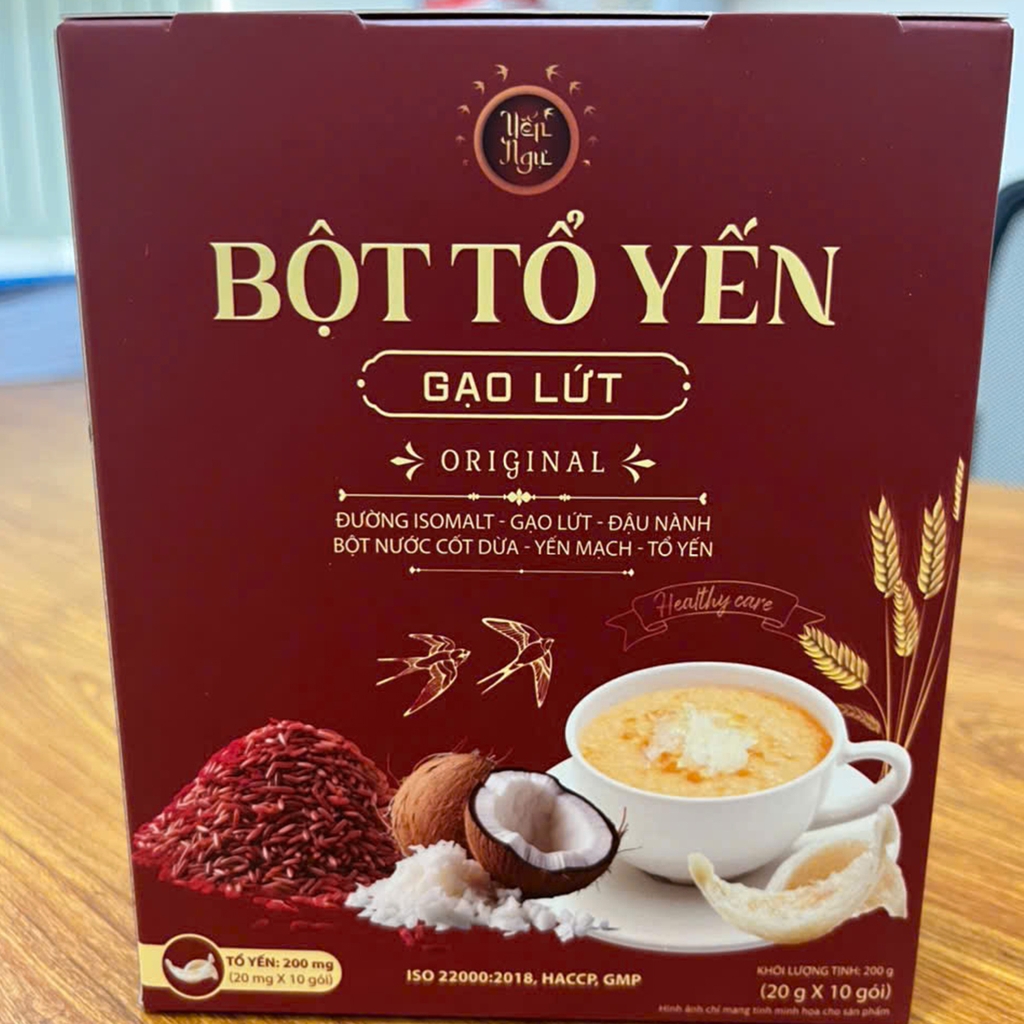 Yến
Ngự
BỘT TỔ YẾN
GẠO LỨT
ORIGINAL
ĐƯỜNG ISOMALT - GẠO LỨT - ĐẬU NÀNH
BỘT NƯỚC CỐT DỪA - YẾN MẠCH - TỔ YẾN
Healthy care
TỔ YẾN: 200 mg
(20 mg X 10 gói)
ISO 22000:2018, HACCP, GMP
KHỐI LƯỢNG TỊNH: 200 g
(20 g X 10 gói)
Hình ảnh chỉ mang tính minh họa cho sản phẩm